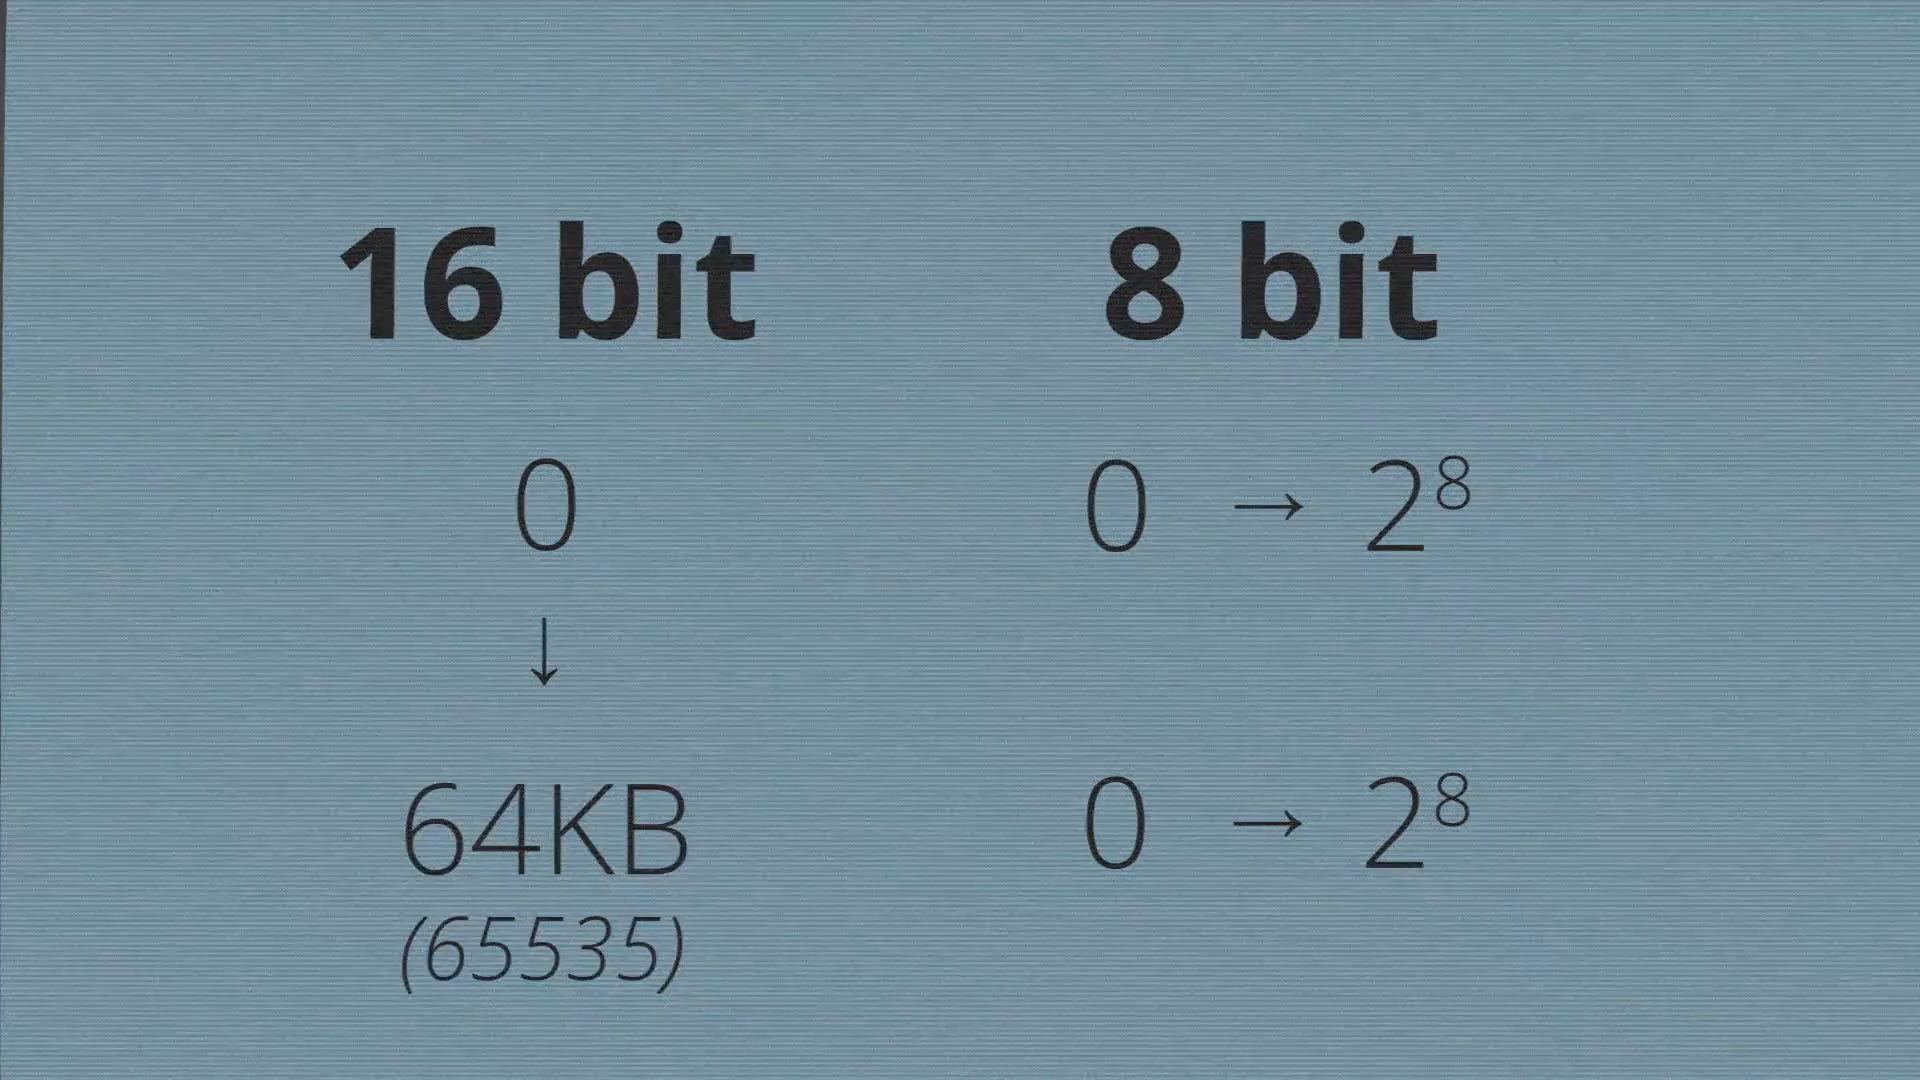 16 bit
0
↓
64KB
(65535)
8 bit
0 → 2⁸
0 → 2⁸